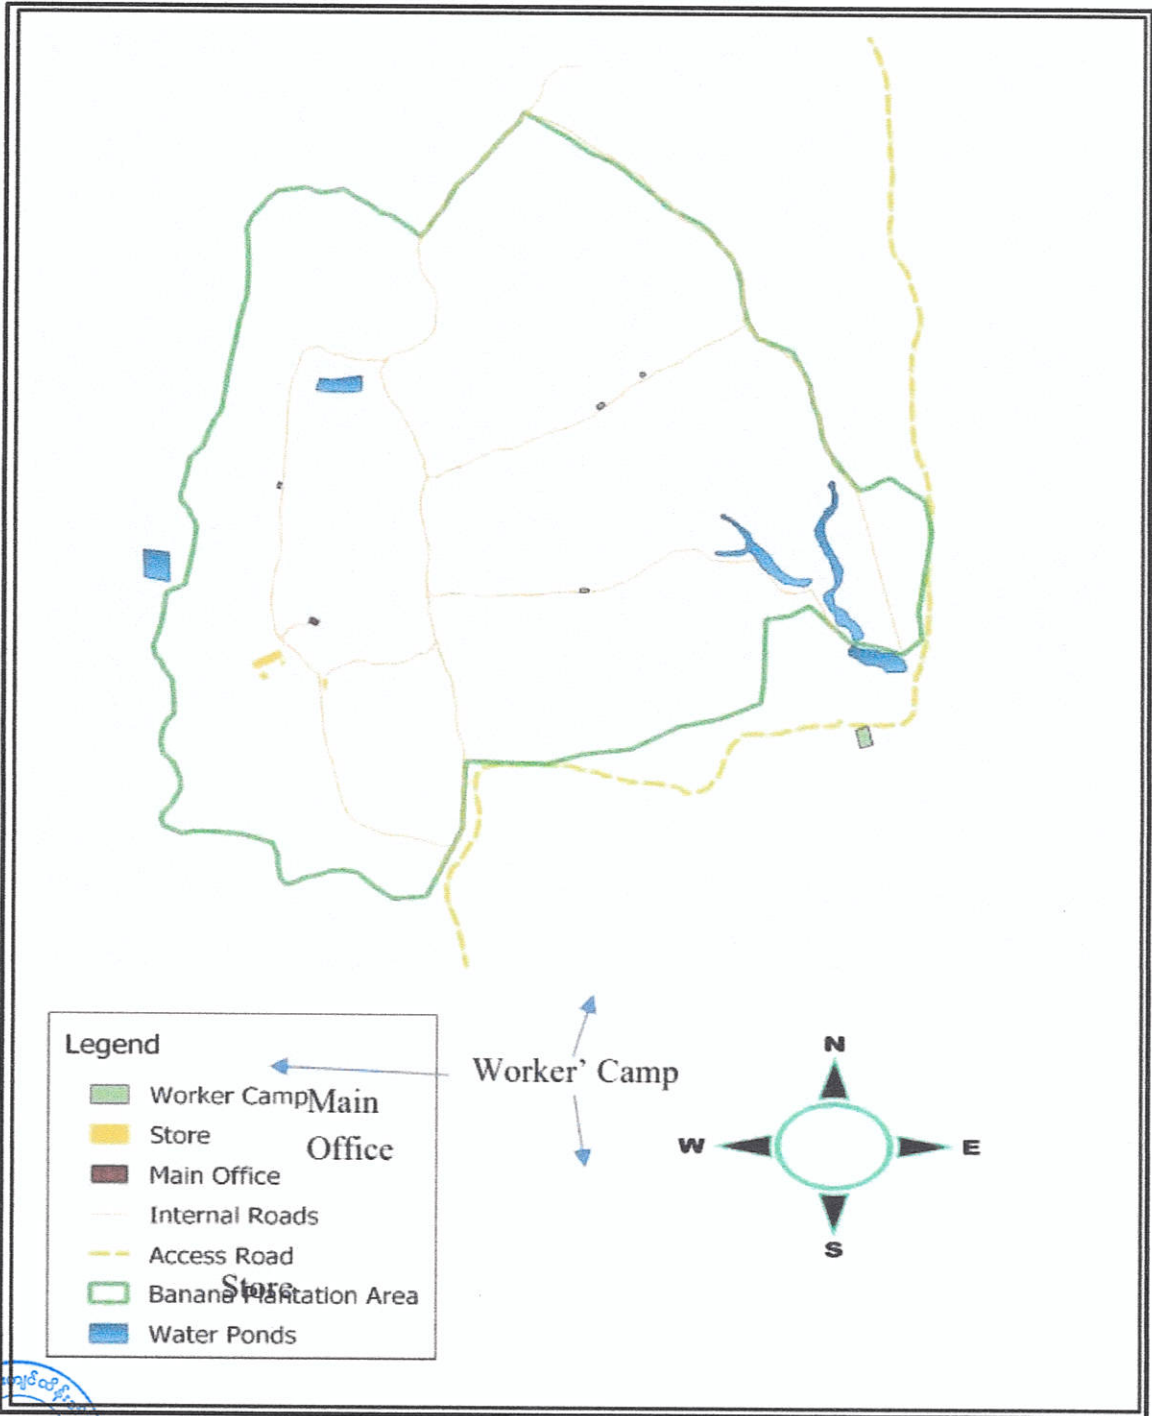 Legend
Worker Camp
Store
Main Office
Internal Roads
Access Road
Banana Plantation Area
Water Ponds
Main
Office
Store
Worker' Camp
N
W
E
S